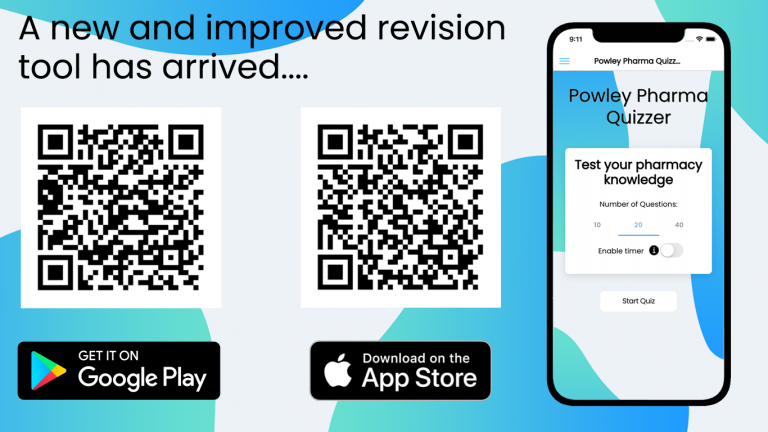 A new and improved revision
tool has arrived....
GET IT ON
Google Play
Download on the
App Store
9:11
Powley Pharma Quizz...
Powley Pharma
Quizzer
Test your pharmacy
knowledge
Number of Questions:
10 20 40
Enable timer i
Start Quiz